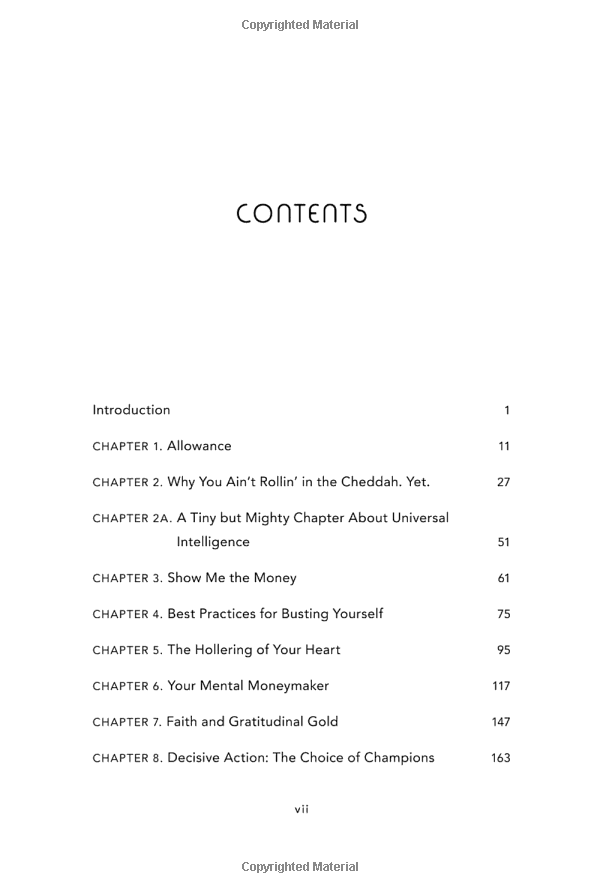 Copyrighted Material
CONTENTS
Introduction 1
CHAPTER 1. Allowance 11
CHAPTER 2. Why You Ain't Rollin' in the Cheddah. Yet. 27
CHAPTER 2A. A Tiny but Mighty Chapter About Universal
Intelligence 51
CHAPTER 3. Show Me the Money 61
CHAPTER 4. Best Practices for Busting Yourself 75
CHAPTER 5. The Hollering of Your Heart 95
CHAPTER 6. Your Mental Moneymaker 117
CHAPTER 7. Faith and Gratitudinal Gold 147
CHAPTER 8. Decisive Action: The Choice of Champions 163
vii
Copyrighted Material